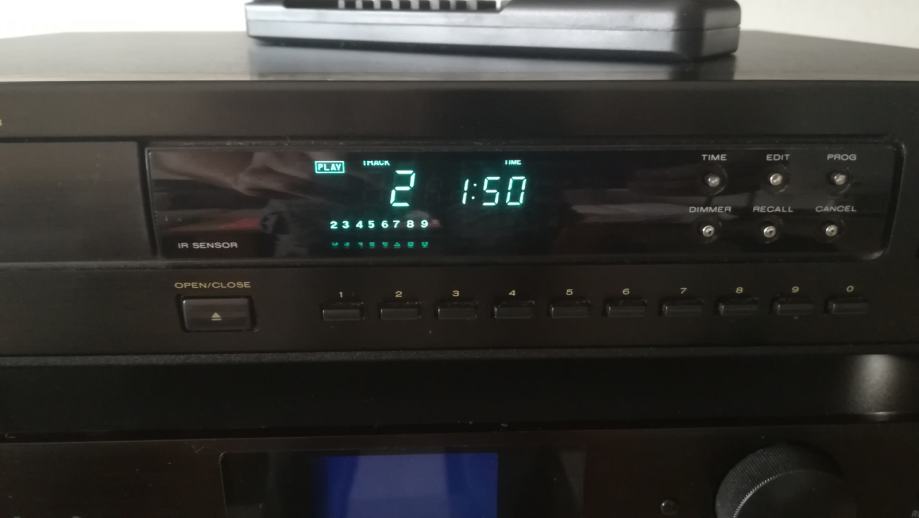 TIME EDIT PROG
PLAY TRACK TIME
2 1:50
DIMMER RECALL CANCEL
2 3 4 5 6 7 8 9
IR SENSOR
OPEN/CLOSE
1 2 3 4 5 6 7 8 9 0